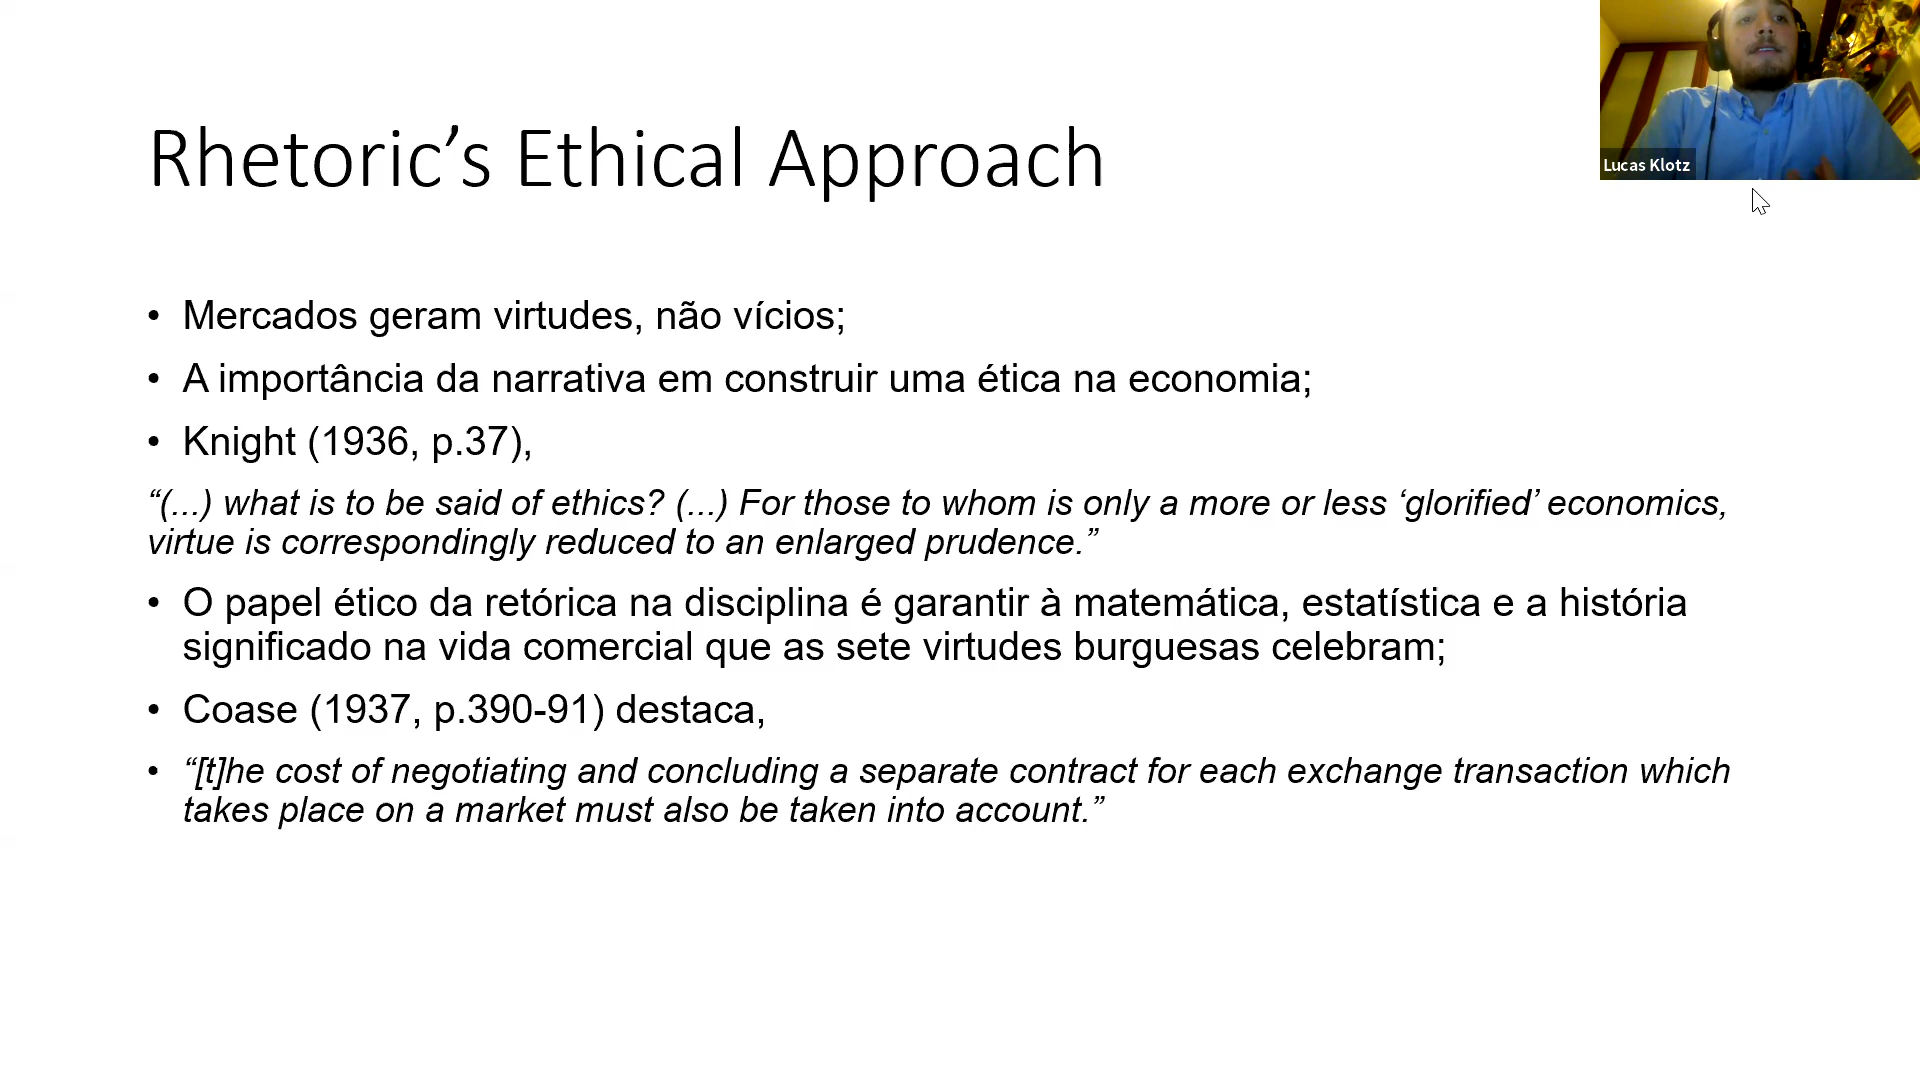 Rhetoric’s Ethical Approach
Lucas Klotz
• Mercados geram virtudes, não vícios;
• A importância da narrativa em construir uma ética na economia;
• Knight (1936, p.37),
“(...) what is to be said of ethics? (...) For those to whom is only a more or less ‘glorified’ economics,
virtue is correspondingly reduced to an enlarged prudence.”
• O papel ético da retórica na disciplina é garantir à matemática, estatística e a história
significado na vida comercial que as sete virtudes burguesas celebram;
• Coase (1937, p.390-91) destaca,
• “[t]he cost of negotiating and concluding a separate contract for each exchange transaction which
takes place on a market must also be taken into account.”